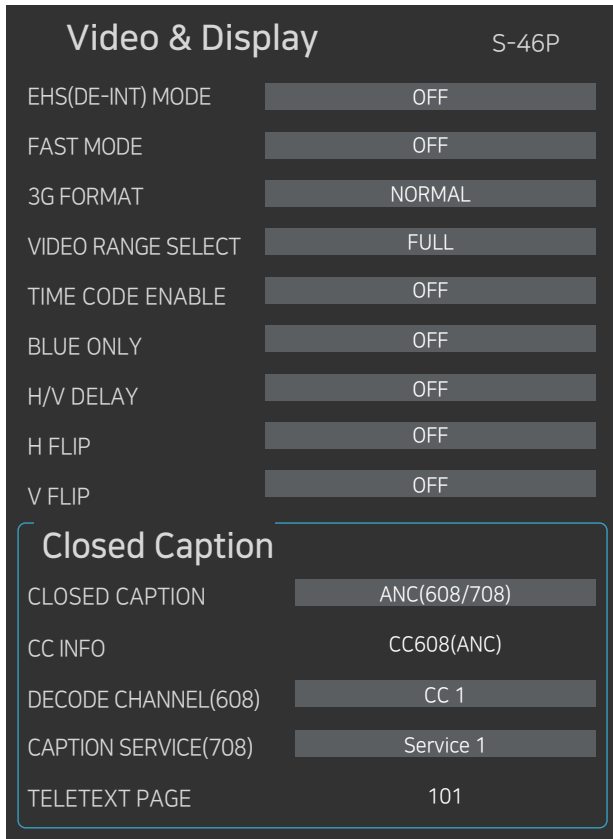 Video & Display S-46P
EHS(DE-INT) MODE OFF
FAST MODE OFF
3G FORMAT NORMAL
VIDEO RANGE SELECT FULL
TIME CODE ENABLE OFF
BLUE ONLY OFF
H/V DELAY OFF
H FLIP OFF
V FLIP OFF
Closed Caption
CLOSED CAPTION ANC(608/708)
CC INFO CC608(ANC)
DECODE CHANNEL(608) CC 1
CAPTION SERVICE(708) Service 1
TELETEXT PAGE 101